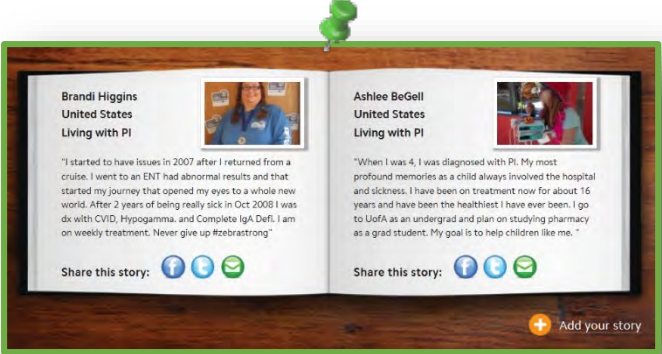 Brandi Higgins
United States
Living with PI
"I started to have issues in 2007 after I returned from a
cruise. I went to an ENT had abnormal results and that
started my journey that opened my eyes to a whole new
world. After 2 years of being really sick in Oct 2008 I was
dx with CVID, Hypogamma. and Complete IgA Defi. I am
on weekly treatment. Never give up #zebrastrong"
Share this story:
Ashlee BeGell
United States
Living with PI
"When I was 4, I was diagnosed with PI. My most
profound memories as a child always involved the hospital
and sickness. I have been on treatment now for about 16
years and have been the healthiest I have ever been. I go
to UofA as an undergrad and plan on studying pharmacy
as a grad student. My goal is to help children like me. "
Share this story:
Add your story